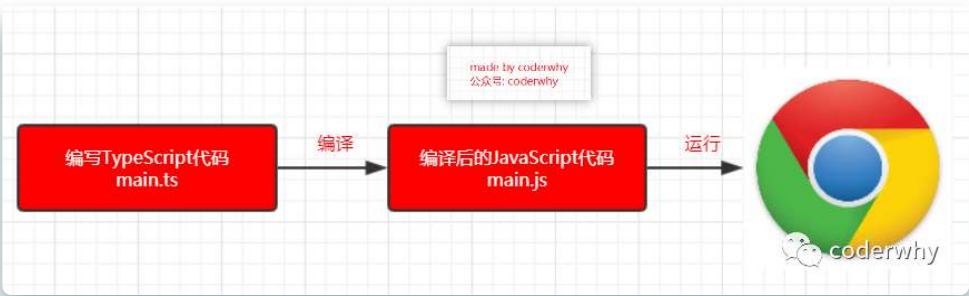 made by coderwhy
公众号: coderwhy
编写TypeScript代码
main.ts
编译
编译后的JavaScript代码
main.js
运行
coderwhy